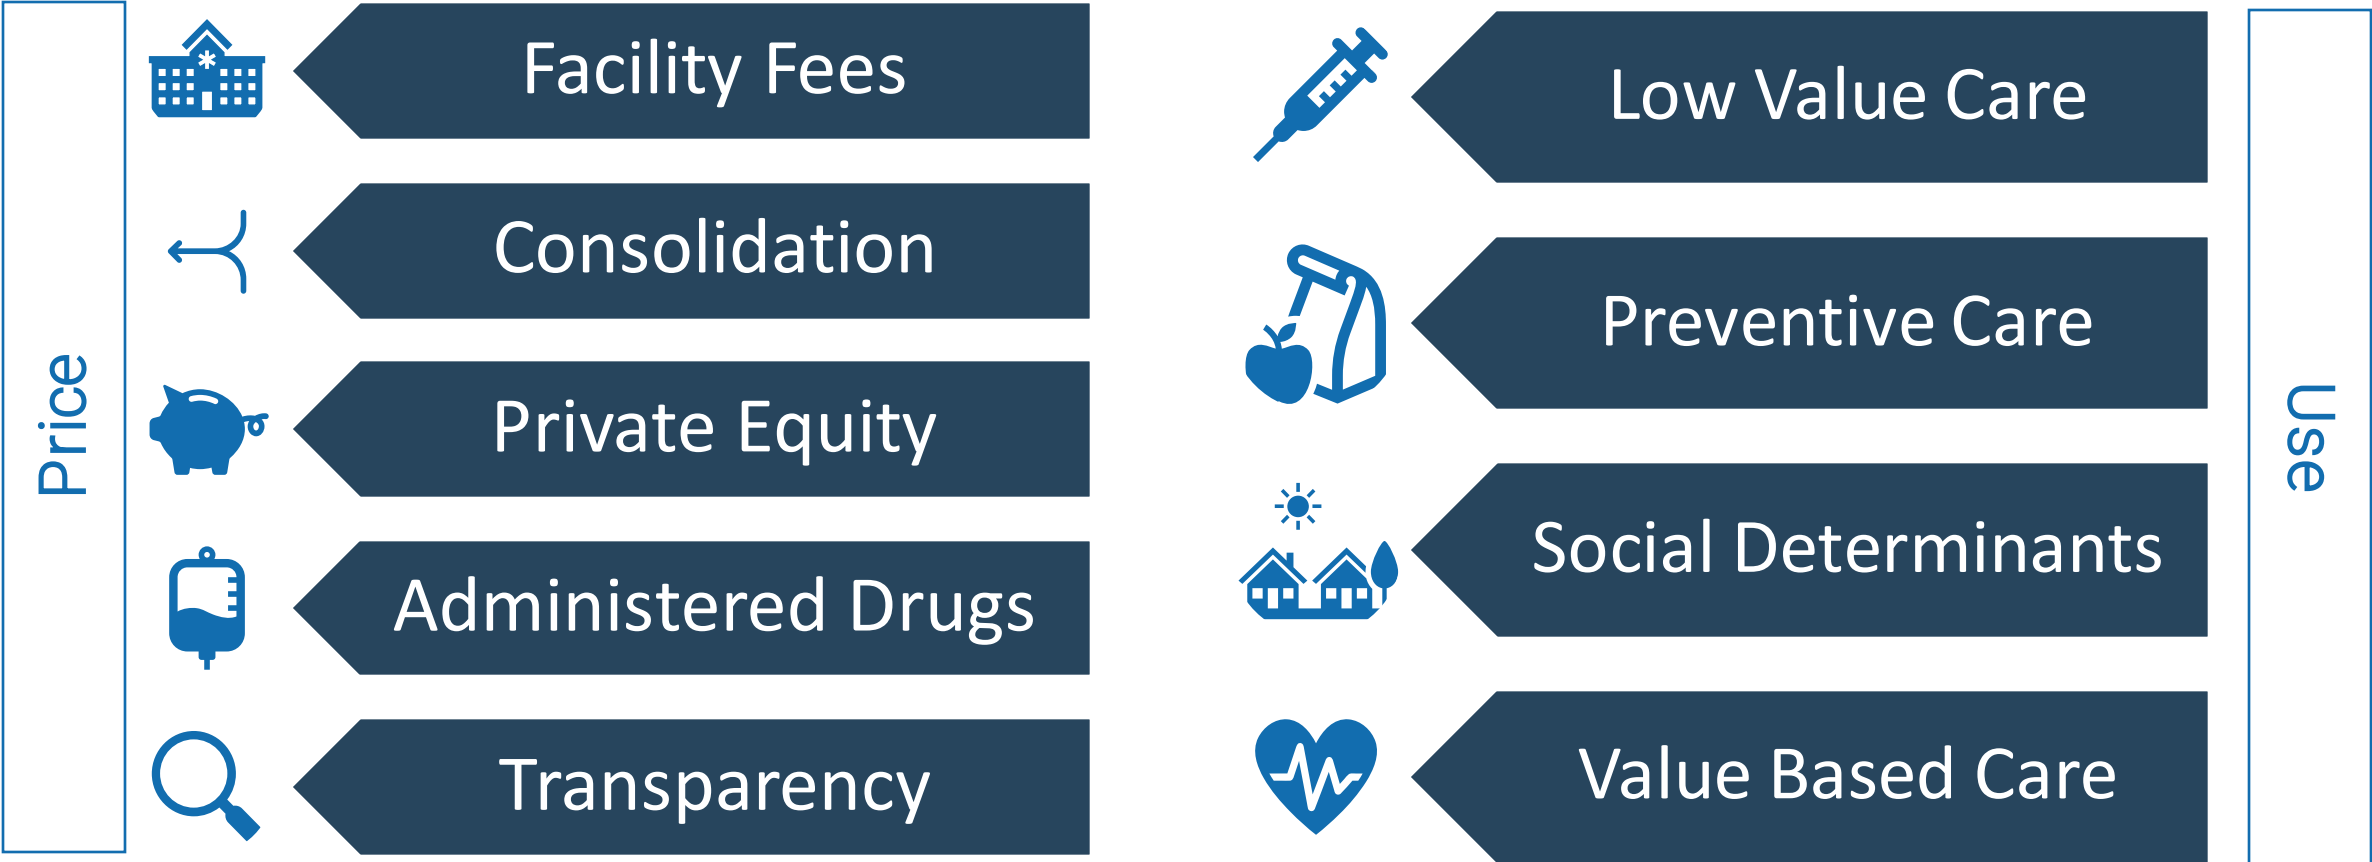 Price
Facility Fees
Consolidation
Private Equity
Administered Drugs
Transparency
Low Value Care
Preventive Care
Social Determinants
Value Based Care
Use